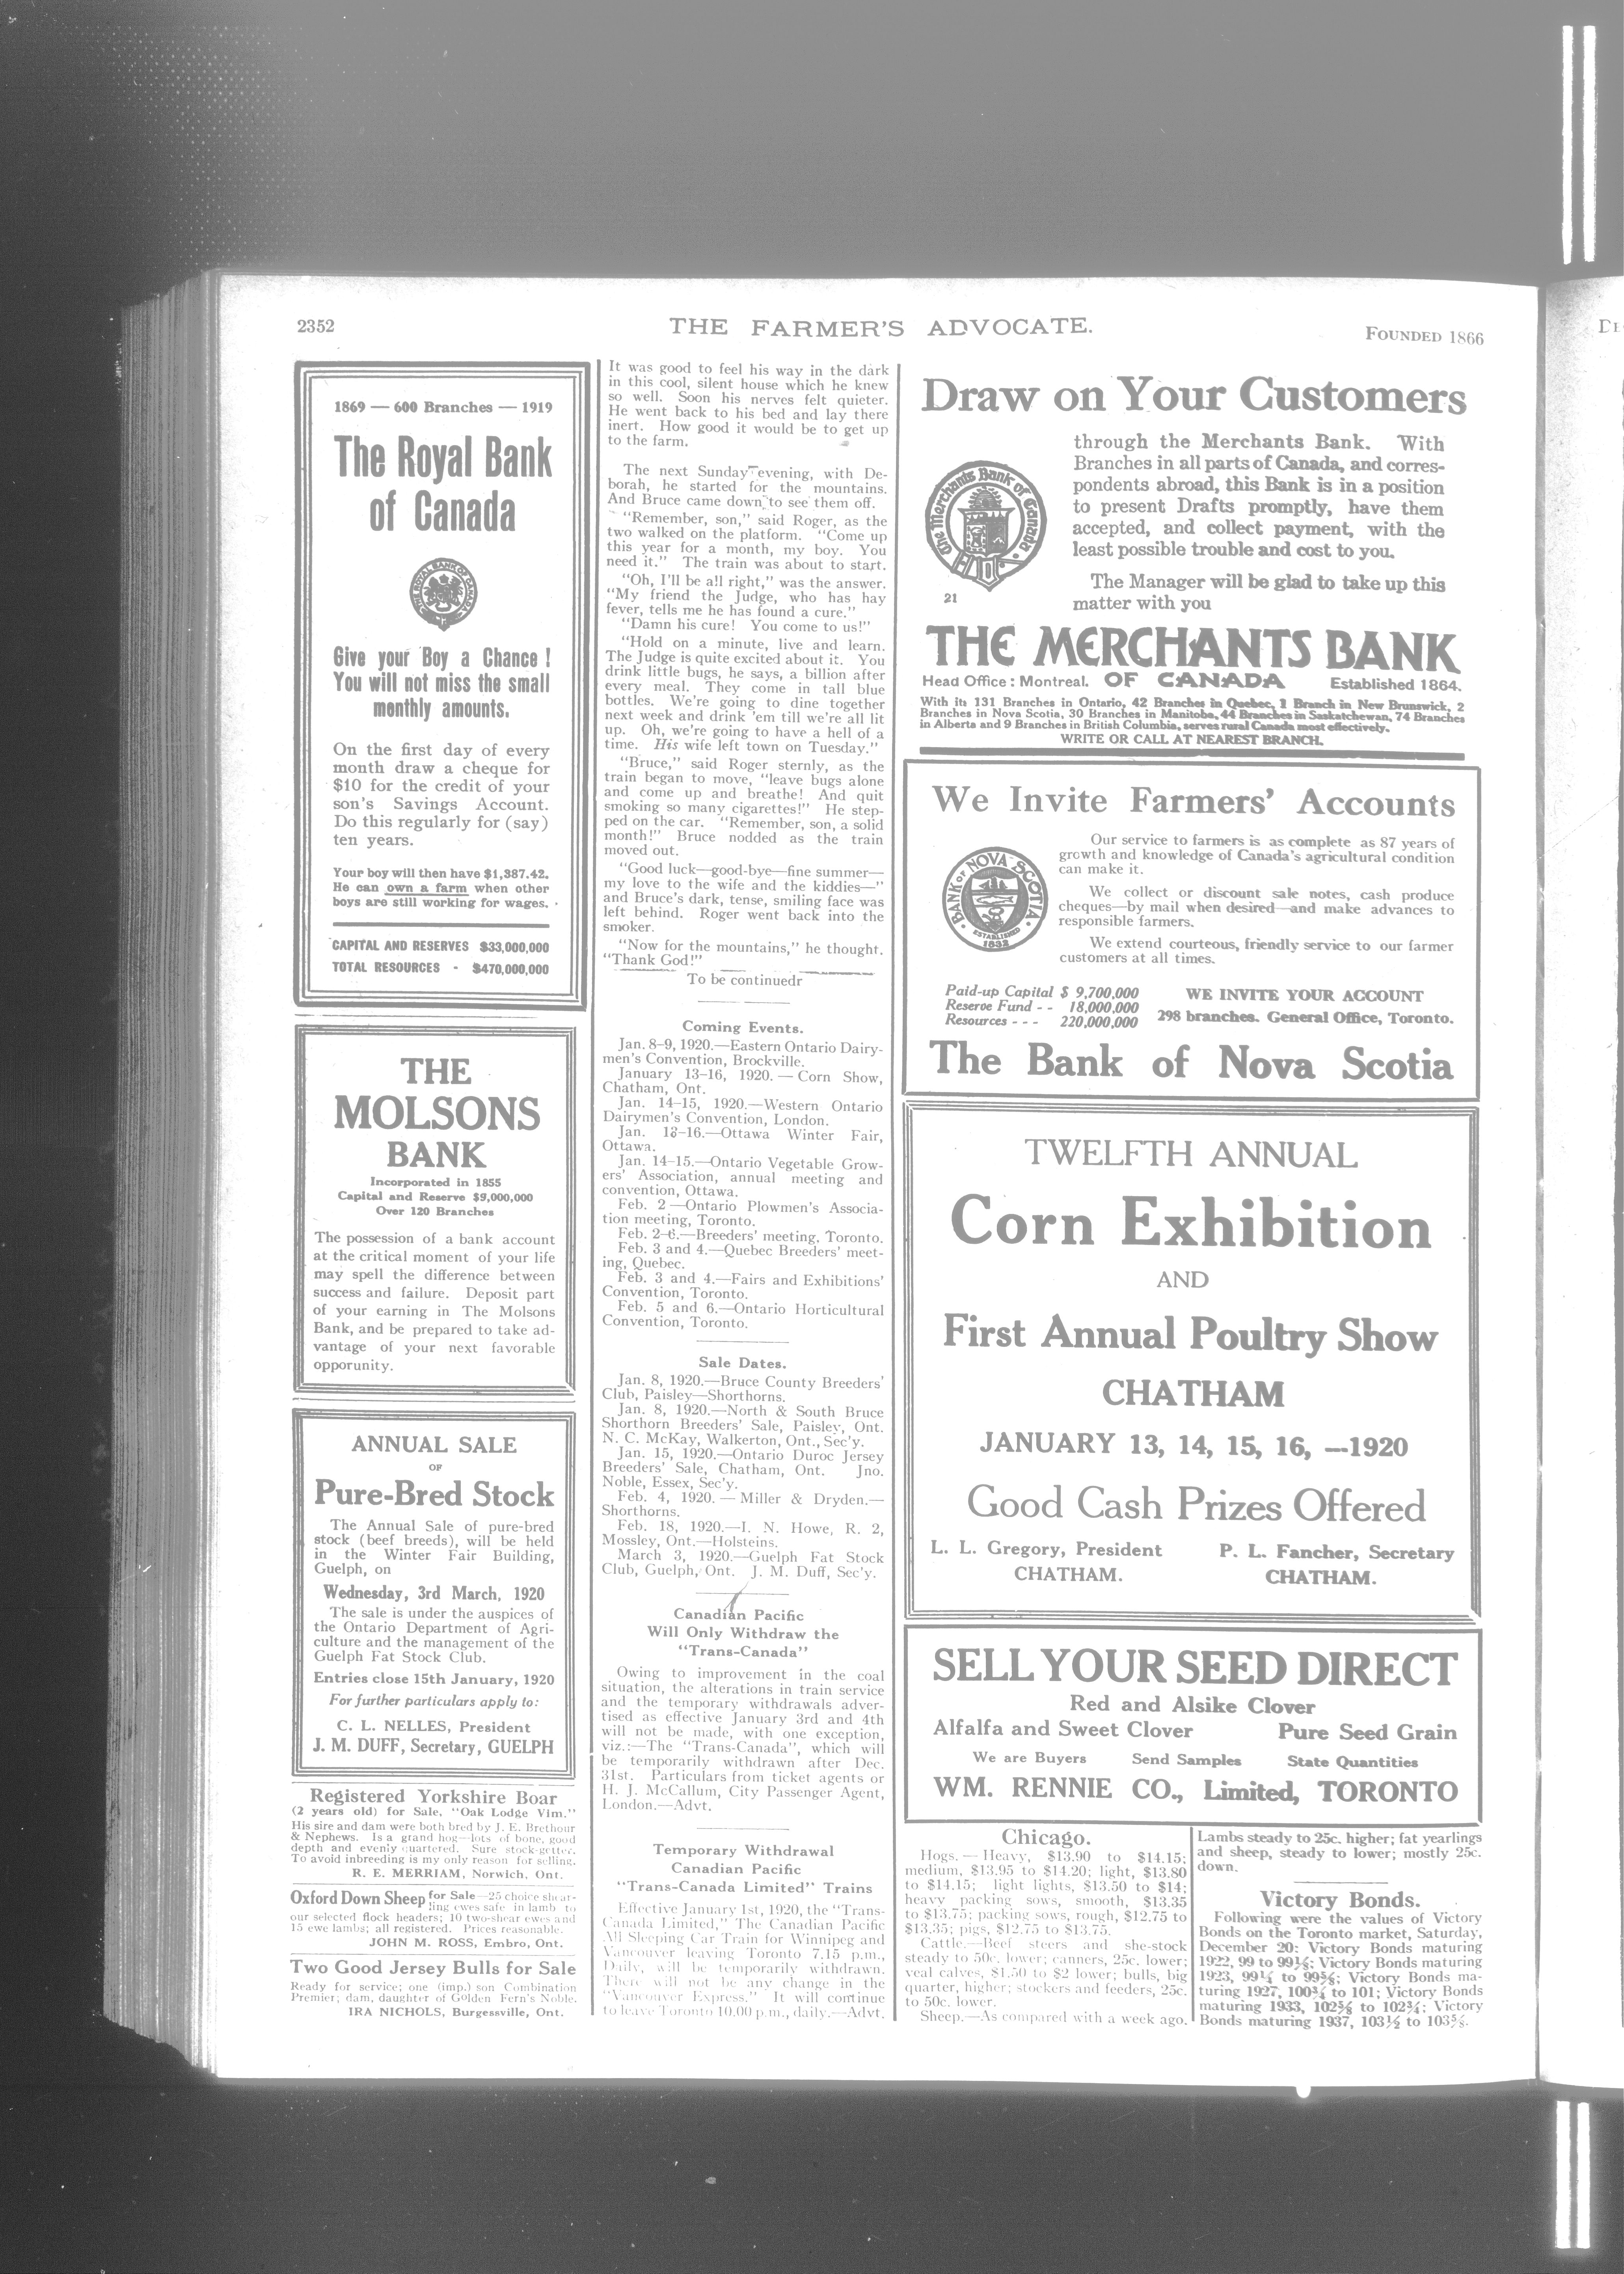 2352
THE FARMER'S ADVOCATE.
FOUNDED 1866
1869 — 600 Branches — 1919
The Royal Bank
of Canada
THE ROYAL BANK OF CANADA
Give your Boy a Chance !
You will not miss the small
monthly amounts.
On the first day of every
month draw a cheque for
$10 for the credit of your
son's Savings Account.
Do this regularly for (say)
ten years.
Your boy will then have $1,387.42.
He can own a farm when other
boys are still working for wages.
CAPITAL AND RESERVES $33,000,000
TOTAL RESOURCES - $470,000,000
THE
MOLSONS
BANK
Incorporated in 1855
Capital and Reserve $9,000,000
Over 120 Branches
The possession of a bank account
at the critical moment of your life
may spell the difference between
success and failure. Deposit part
of your earning in The Molsons
Bank, and be prepared to take ad-
vantage of your next favorable
opporunity.
ANNUAL SALE
OF
Pure-Bred Stock
The Annual Sale of pure-bred
stock (beef breeds), will be held
in the Winter Fair Building,
Guelph, on
Wednesday, 3rd March, 1920
The sale is under the auspices of
the Ontario Department of Agri-
culture and the management of the
Guelph Fat Stock Club.
Entries close 15th January, 1920
For further particulars apply to:
C. L. NELLES, President
J. M. DUFF, Secretary, GUELPH
Registered Yorkshire Boar
(2 years old) for Sale, "Oak Lodge Vim."
His sire and dam were both bred by J. E. Brethour
& Nephews. Is a grand hog—lots of bone, good
depth and evenly quartered. Sure stock-getter.
To avoid inbreeding is my only reason for selling.
R. E. MERRIAM, Norwich, Ont.
Oxford Down Sheep for Sale—25 choice shear-
ling ewes safe in lamb to
our selected flock headers; 10 two-shear ewes and
15 ewe lambs; all registered. Prices reasonable.
JOHN M. ROSS, Embro, Ont.
Two Good Jersey Bulls for Sale
Ready for service; one (imp.) son Combination
Premier; dam, daughter of Golden Fern's Noble.
IRA NICHOLS, Burgessville, Ont.
It was good to feel his way in the dark
in this cool, silent house which he knew
so well. Soon his nerves felt quieter.
He went back to his bed and lay there
inert. How good it would be to get up
to the farm.
The next Sunday evening, with De-
borah, he started for the mountains.
And Bruce came down to see them off.
"Remember, son," said Roger, as the
two walked on the platform. "Come up
this year for a month, my boy. You
need it." The train was about to start.
"Oh, I'll be all right," was the answer.
"My friend the Judge, who has hay
fever, tells me he has found a cure."
"Damn his cure! You come to us!"
"Hold on a minute, live and learn.
The Judge is quite excited about it. You
drink little bugs, he says, a billion after
every meal. They come in tall blue
bottles. We're going to dine together
next week and drink 'em till we're all lit
up. Oh, we're going to have a hell of a
time. His wife left town on Tuesday."
"Bruce," said Roger sternly, as the
train began to move, "leave bugs alone
and come up and breathe! And quit
smoking so many cigarettes!" He step-
ped on the car. "Remember, son, a solid
month!" Bruce nodded as the train
moved out.
"Good luck—good-bye—fine summer—
my love to the wife and the kiddies—"
and Bruce's dark, tense, smiling face was
left behind. Roger went back into the
smoker.
"Now for the mountains," he thought.
"Thank God!"
To be continuedr
Coming Events.
Jan. 8-9, 1920.—Eastern Ontario Dairy-
men's Convention, Brockville.
January 13-16, 1920. — Corn Show,
Chatham, Ont.
Jan. 14-15, 1920.—Western Ontario
Dairymen's Convention, London.
Jan. 13-16.—Ottawa Winter Fair,
Ottawa.
Jan. 14-15.—Ontario Vegetable Grow-
ers' Association, annual meeting and
convention, Ottawa.
Feb. 2—Ontario Plowmen's Associa-
tion meeting, Toronto.
Feb. 2-6.—Breeders' meeting, Toronto.
Feb. 3 and 4.—Quebec Breeders' meet-
ing, Quebec.
Feb. 3 and 4.—Fairs and Exhibitions'
Convention, Toronto.
Feb. 5 and 6.—Ontario Horticultural
Convention, Toronto.
Sale Dates.
Jan. 8, 1920.—Bruce County Breeders'
Club, Paisley—Shorthorns.
Jan. 8, 1920.—North & South Bruce
Shorthorn Breeders' Sale, Paisley, Ont.
N. C. McKay, Walkerton, Ont., Sec'y.
Jan. 15, 1920.—Ontario Duroc Jersey
Breeders' Sale, Chatham, Ont. Jno.
Noble, Essex, Sec'y.
Feb. 4, 1920. — Miller & Dryden.—
Shorthorns.
Feb. 18, 1920.—I. N. Howe, R. 2,
Mossley, Ont.—Holsteins.
March 3, 1920.—Guelph Fat Stock
Club, Guelph, Ont. J. M. Duff, Sec'y.
Canadian Pacific
Will Only Withdraw the
"Trans-Canada"
Owing to improvement in the coal
situation, the alterations in train service
and the temporary withdrawals adver-
tised as effective January 3rd and 4th
will not be made, with one exception,
viz.:—The "Trans-Canada", which will
be temporarily withdrawn after Dec.
31st. Particulars from ticket agents or
H. J. McCallum, City Passenger Agent,
London.—Advt.
Temporary Withdrawal
Canadian Pacific
"Trans-Canada Limited" Trains
Effective January 1st, 1920, the "Trans-
Canada Limited," The Canadian Pacific
All Sleeping Car Train for Winnipeg and
Vancouver leaving Toronto 7.15 p.m.,
Daily, will be temporarily withdrawn.
There will not be any change in the
"Vancouver Express." It will continue
to leave Toronto 10.00 p.m., daily.—Advt.
Draw on Your Customers
through the Merchants Bank. With
Branches in all parts of Canada, and corres-
pondents abroad, this Bank is in a position
to present Drafts promptly, have them
accepted, and collect payment, with the
least possible trouble and cost to you.
The Manager will be glad to take up this
matter with you
The Merchants Bank of Canada
21
THE MERCHANTS BANK
Head Office : Montreal. OF CANADA Established 1864.
With its 131 Branches in Ontario, 42 Branches in Quebec, 1 Branch in New Brunswick, 2
Branches in Nova Scotia, 30 Branches in Manitoba, 44 Branches in Saskatchewan, 74 Branches
in Alberta and 9 Branches in British Columbia, serves rural Canada most effectively.
WRITE OR CALL AT NEAREST BRANCH.
We Invite Farmers' Accounts
Our service to farmers is as complete as 87 years of
growth and knowledge of Canada's agricultural condition
can make it.
We collect or discount sale notes, cash produce
cheques—by mail when desired—and make advances to
responsible farmers.
We extend courteous, friendly service to our farmer
customers at all times.
BANK OF NOVA SCOTIA
ESTABLISHED
1832
Paid-up Capital $ 9,700,000
Reserve Fund - - 18,000,000
Resources - - - 220,000,000
WE INVITE YOUR ACCOUNT
298 branches. General Office, Toronto.
The Bank of Nova Scotia
TWELFTH ANNUAL
Corn Exhibition
AND
First Annual Poultry Show
CHATHAM
JANUARY 13, 14, 15, 16, —1920
Good Cash Prizes Offered
L. L. Gregory, President
CHATHAM.
P. L. Fancher, Secretary
CHATHAM.
SELL YOUR SEED DIRECT
Red and Alsike Clover
Alfalfa and Sweet Clover Pure Seed Grain
We are Buyers Send Samples State Quantities
WM. RENNIE CO., Limited, TORONTO
Chicago.
Hogs. — Heavy, $13.90 to $14.15;
medium, $13.95 to $14.20; light, $13.80
to $14.15; light lights, $13.50 to $14;
heavy packing sows, smooth, $13.35
to $13.75; packing sows, rough, $12.75 to
$13.35; pigs, $12.75 to $13.75.
Cattle.—Beef steers and she-stock
steady to 50c. lower; canners, 25c. lower;
veal calves, $1.50 to $2 lower; bulls, big
quarter, higher; stockers and feeders, 25c.
to 50c. lower.
Sheep.—As compared with a week ago.
Lambs steady to 25c. higher; fat yearlings
and sheep, steady to lower; mostly 25c.
down.
Victory Bonds.
Following were the values of Victory
Bonds on the Toronto market, Saturday,
December 20: Victory Bonds maturing
1922, 99 to 99⅛; Victory Bonds maturing
1923, 99¼ to 99⅝; Victory Bonds ma-
turing 1927, 100¾ to 101; Victory Bonds
maturing 1933, 102⅝ to 102¾; Victory
Bonds maturing 1937, 103½ to 103⅝.